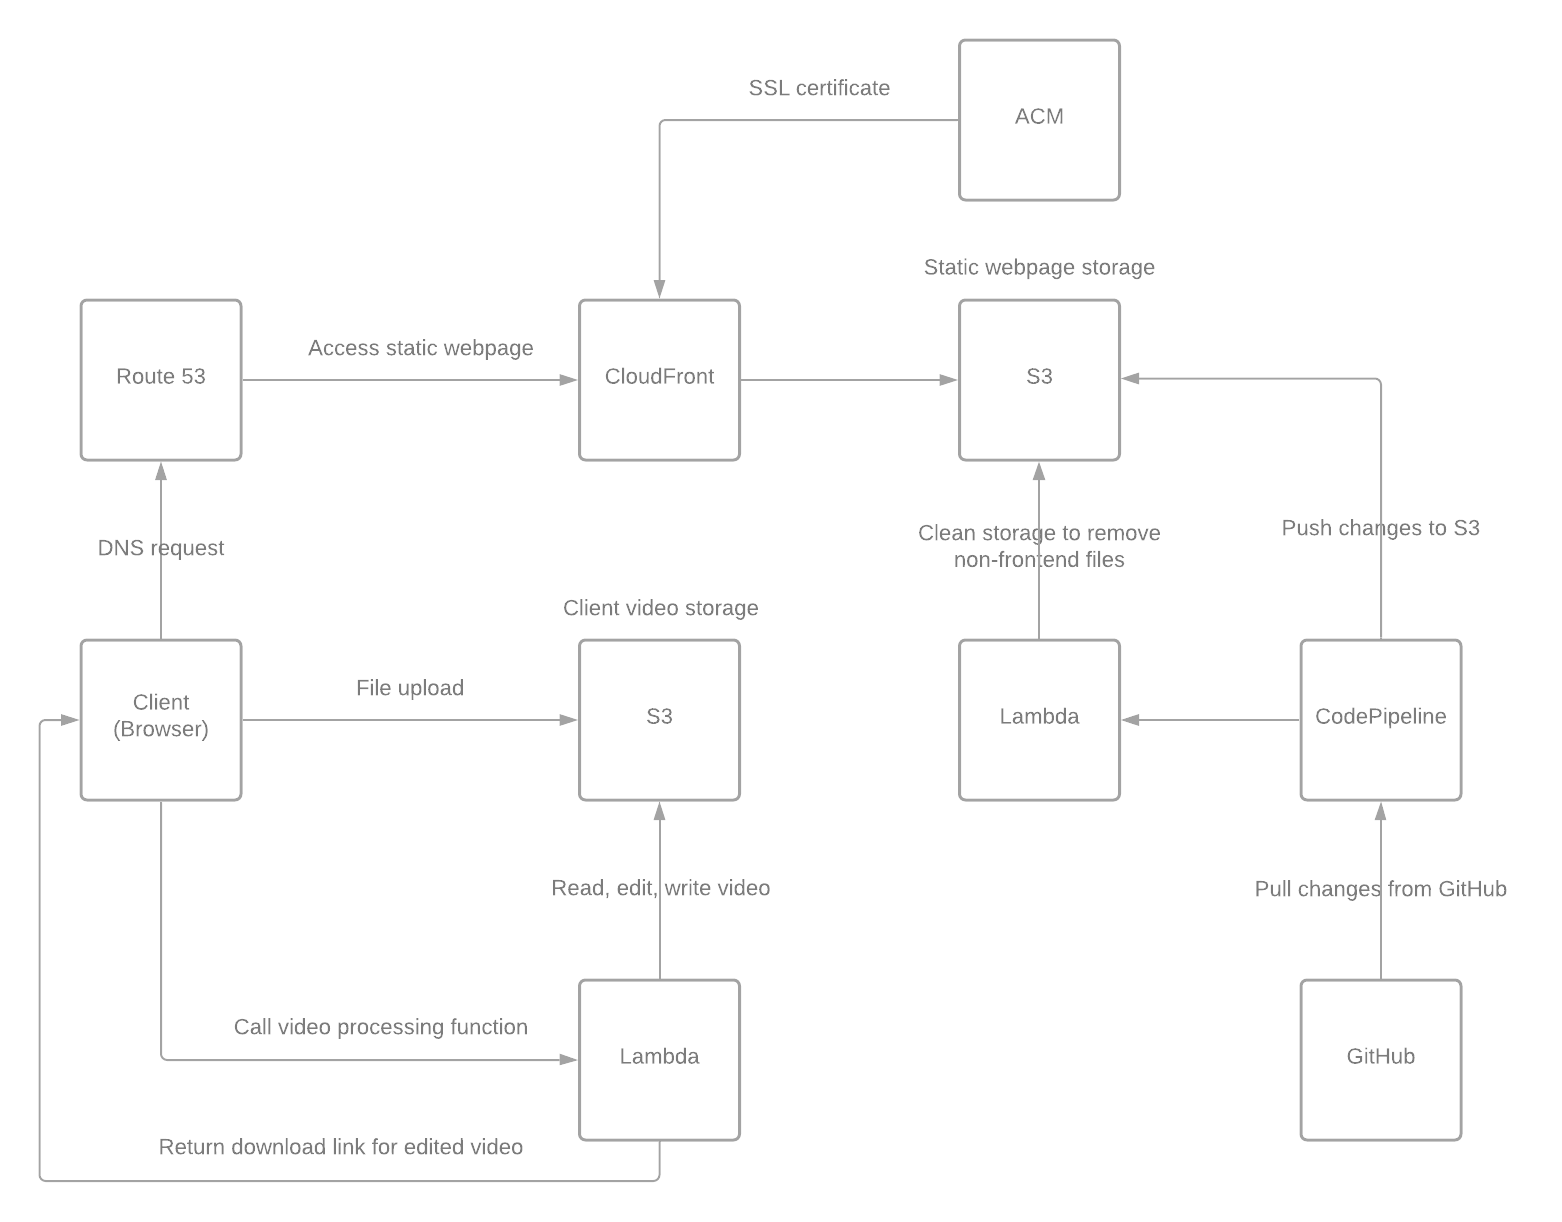 SSL certificate
ACM
Static webpage storage
Route 53
Access static webpage
CloudFront
S3
DNS request
Clean storage to remove
non-frontend files
Push changes to S3
Client video storage
Client
(Browser)
File upload
S3
Lambda
CodePipeline
Read, edit, write video
Pull changes from GitHub
Call video processing function
Lambda
GitHub
Return download link for edited video